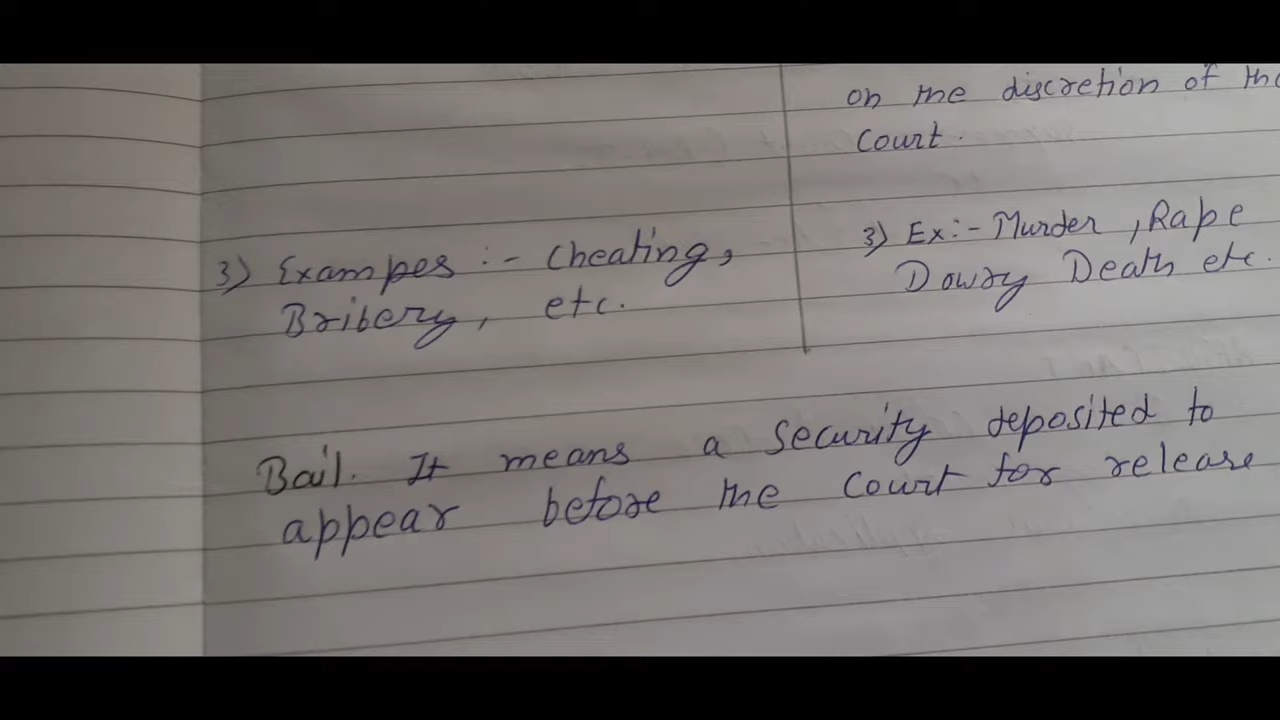 on the discretion of the
Court.
3) Exampes :- Cheating,
Bribery, etc.
3) Ex:- Murder, Rape
Dowry Death etc.
Bail. It means a Security deposited to
appear before the Court for release